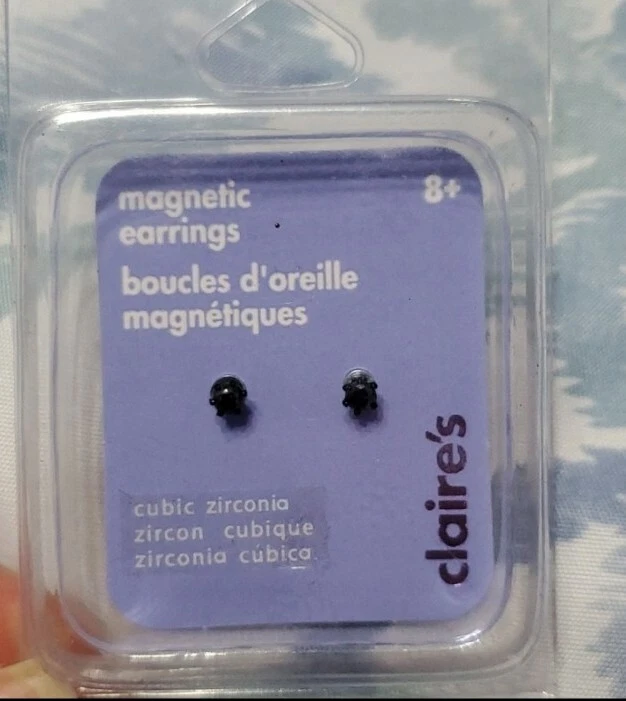 magnetic
earrings
8+
boucles d'oreille
magnétiques
claire's
cubic zirconia
zircon cubique
zirconia cúbica